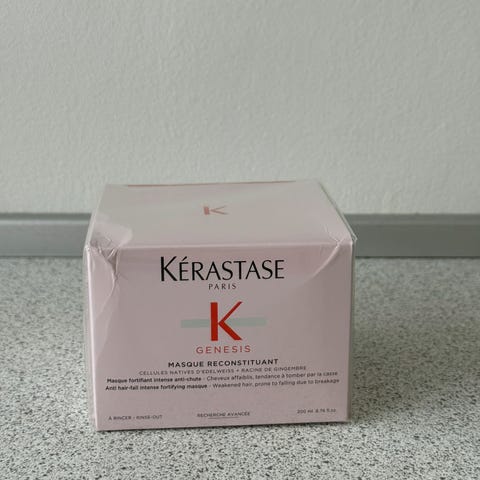 K
KÉRASTASE
PARIS
K
GENESIS
MASQUE RECONSTITUANT
CELLULES NATIVES D'EDELWEISS + RACINE DE GINGEMBRE
Masque fortifiant intense anti-chute - Cheveux affaiblis, tendance à tomber par la casse
Anti hair-fall intense fortifying masque - Weakened hair, prone to falling due to breakage
À RINCER - RINSE-OUT RECHERCHE AVANCÉE 200 ml 6.76 fl.oz.